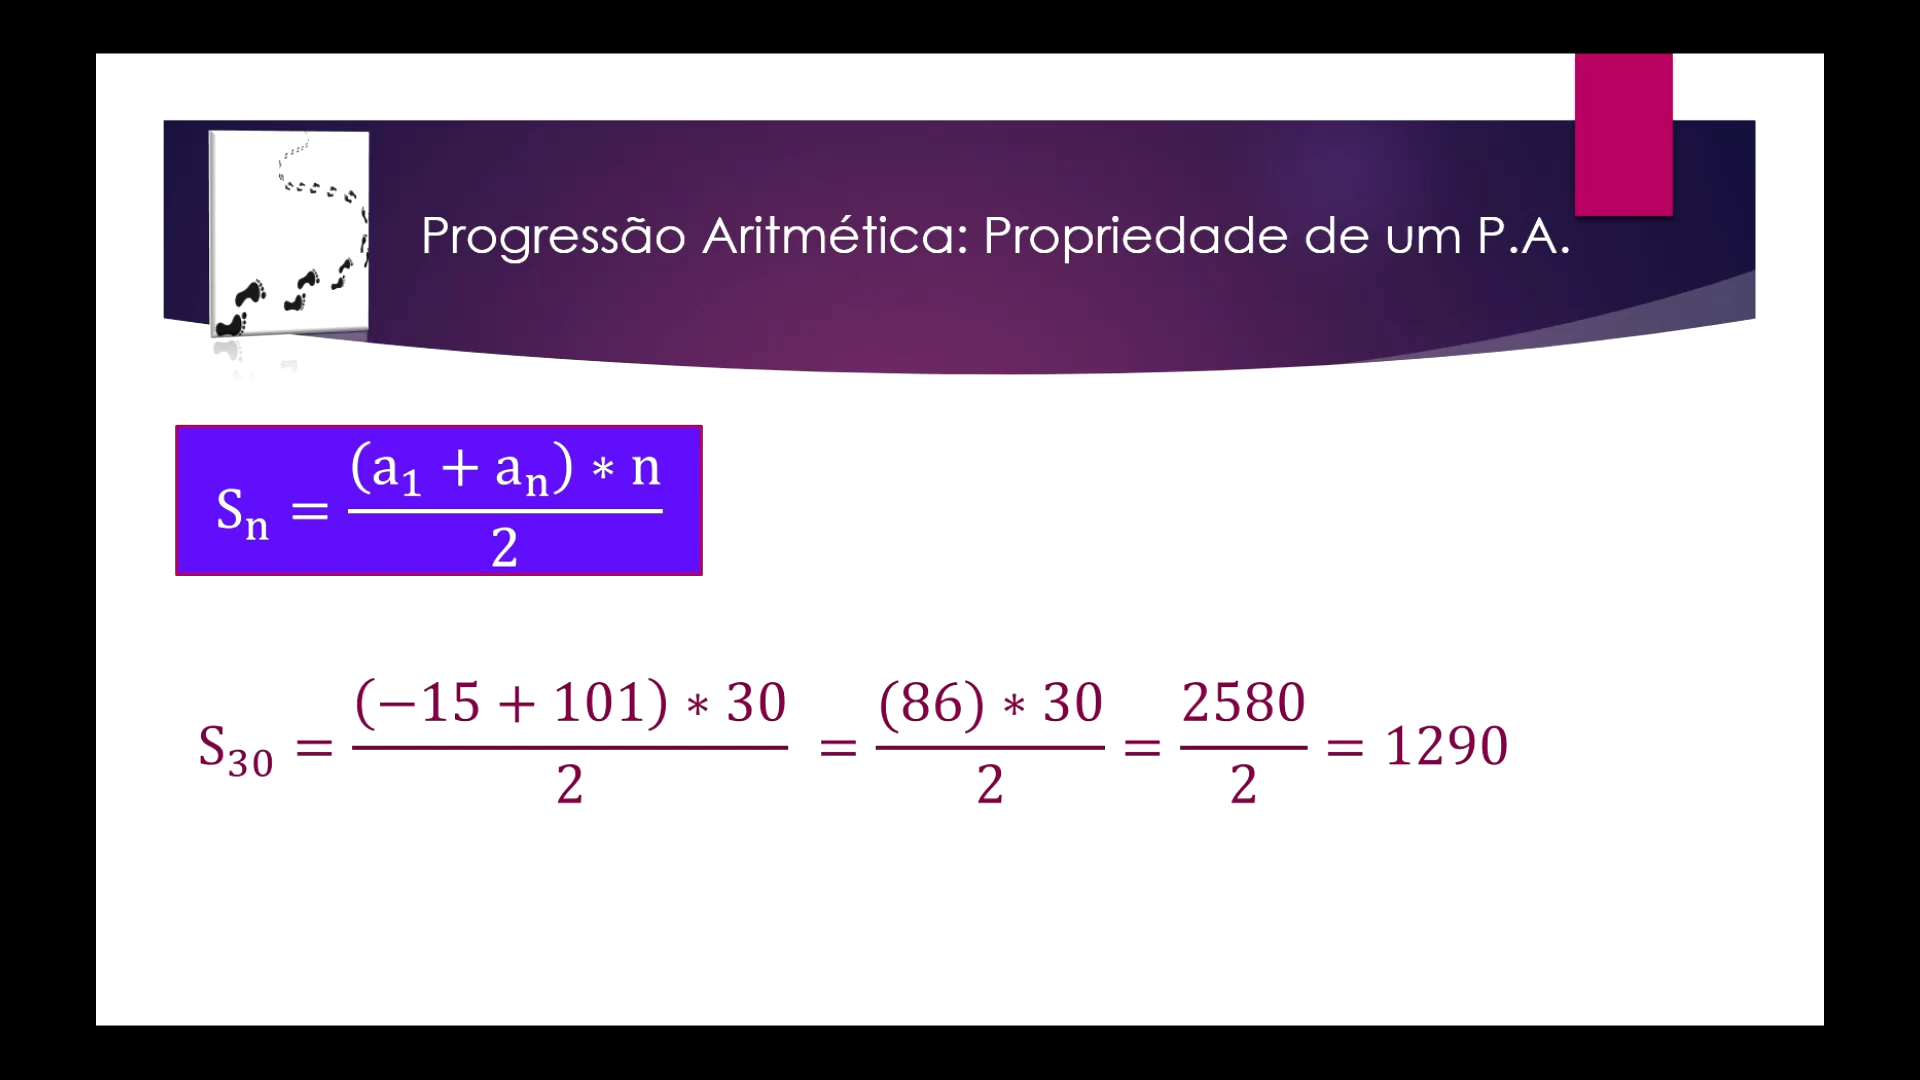 Progressão Aritmética: Propriedade de um P.A.
Sₙ = (a₁ + aₙ) ∗ n / 2
S₃₀ = (−15 + 101) ∗ 30 / 2 = (86) ∗ 30 / 2 = 2580 / 2 = 1290